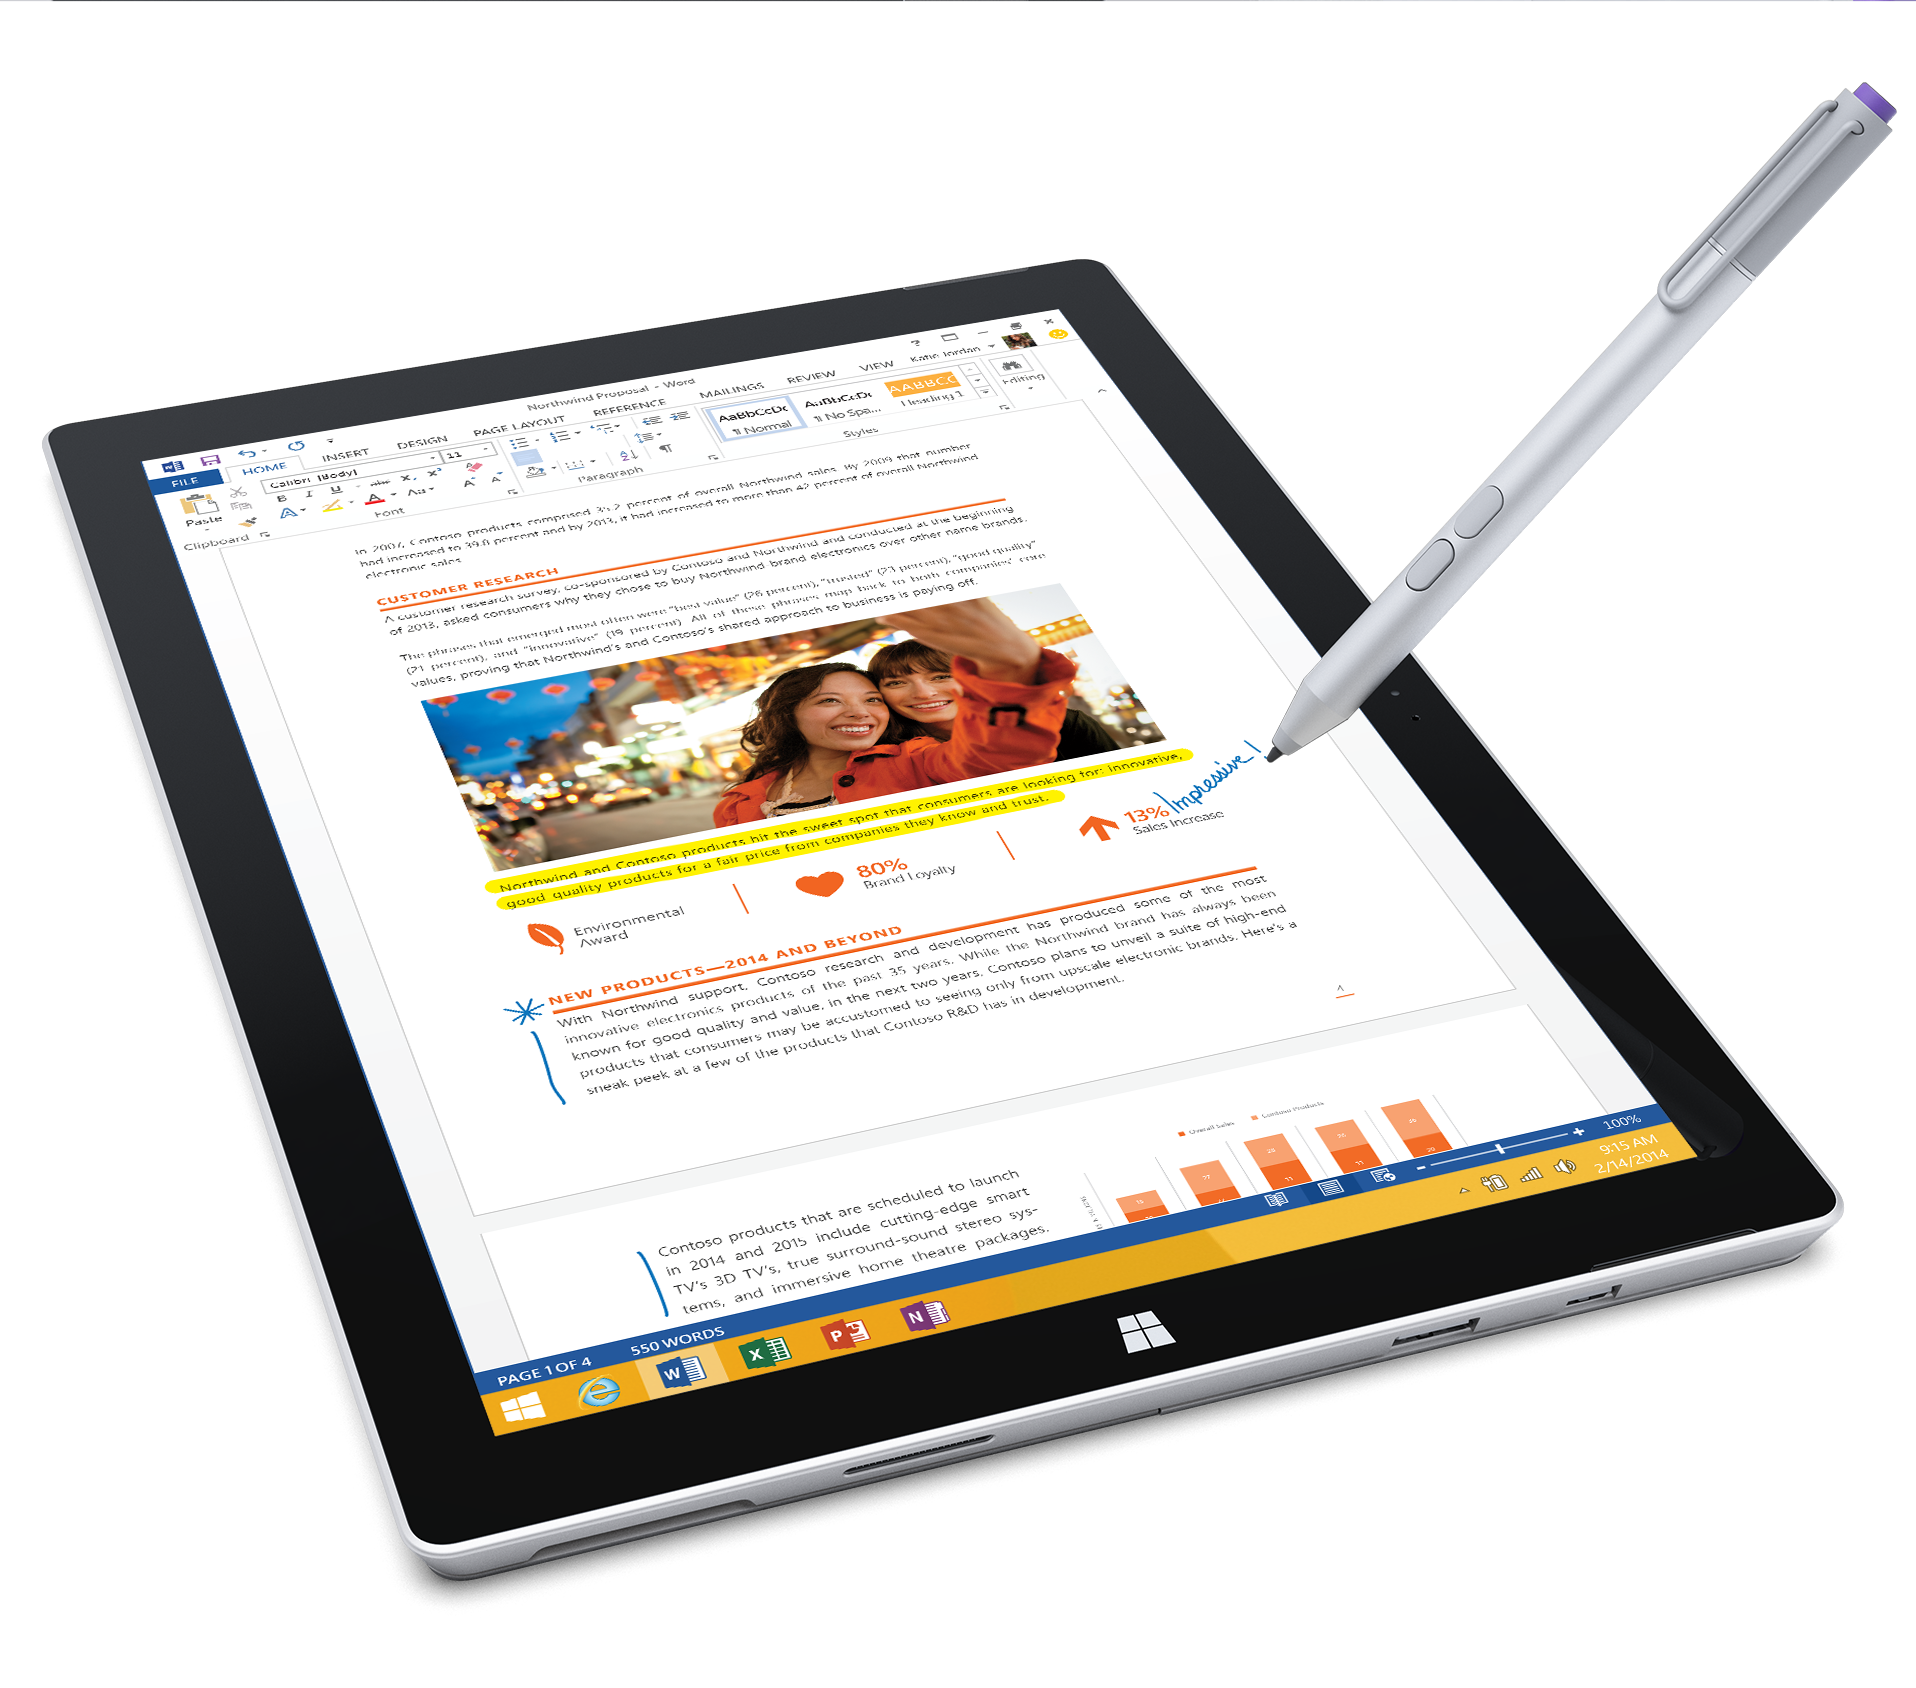 Northwind Proposal - Word
FILE HOME INSERT DESIGN PAGE LAYOUT REFERENCE MAILINGS REVIEW VIEW Katie Jordan
Calibri (Body) 11
Paste
Clipboard
Font
Paragraph
AaBbCcDc AaBbCcDc AABBCC
¶ Normal ¶ No Spa... Heading 1
Styles
Editing
In 2007, Contoso products comprised 35.2 percent of overall Northwind sales. By 2009 that number
had increased to 39.8 percent and by 2013, it had increased to more than 42 percent of overall Northwind
electronic sales.
CUSTOMER RESEARCH
A customer research survey, co-sponsored by Contoso and Northwind and conducted at the beginning
of 2013, asked consumers why they chose to buy Northwind brand electronics over other name brands.
The phrases that emerged most often were "best value" (26 percent), "trusted" (23 percent), "good quality"
(21 percent), and "innovative" (19 percent). All of these phrases map back to both companies' core
values, proving that Northwind's and Contoso's shared approach to business is paying off.
Northwind and Contoso products hit the sweet spot that consumers are looking for: innovative,
good quality products for a fair price from companies they know and trust.
Environmental
Award
80%
Brand Loyalty
13%
Sales Increase
Impressive!
NEW PRODUCTS—2014 AND BEYOND
With Northwind support, Contoso research and development has produced some of the most
innovative electronics products of the past 35 years. While the Northwind brand has always been
known for good quality and value, in the next two years, Contoso plans to unveil a suite of high-end
products that consumers may be accustomed to seeing only from upscale electronic brands. Here's a
sneak peek at a few of the products that Contoso R&D has in development.
4
Contoso products that are scheduled to launch
in 2014 and 2015 include cutting-edge smart
TV's 3D TV's, true surround-sound stereo sys-
tems, and immersive home theatre packages.
Overall Sales Contoso Products
PAGE 1 OF 4 550 WORDS
100%
9:15 AM
2/14/2014